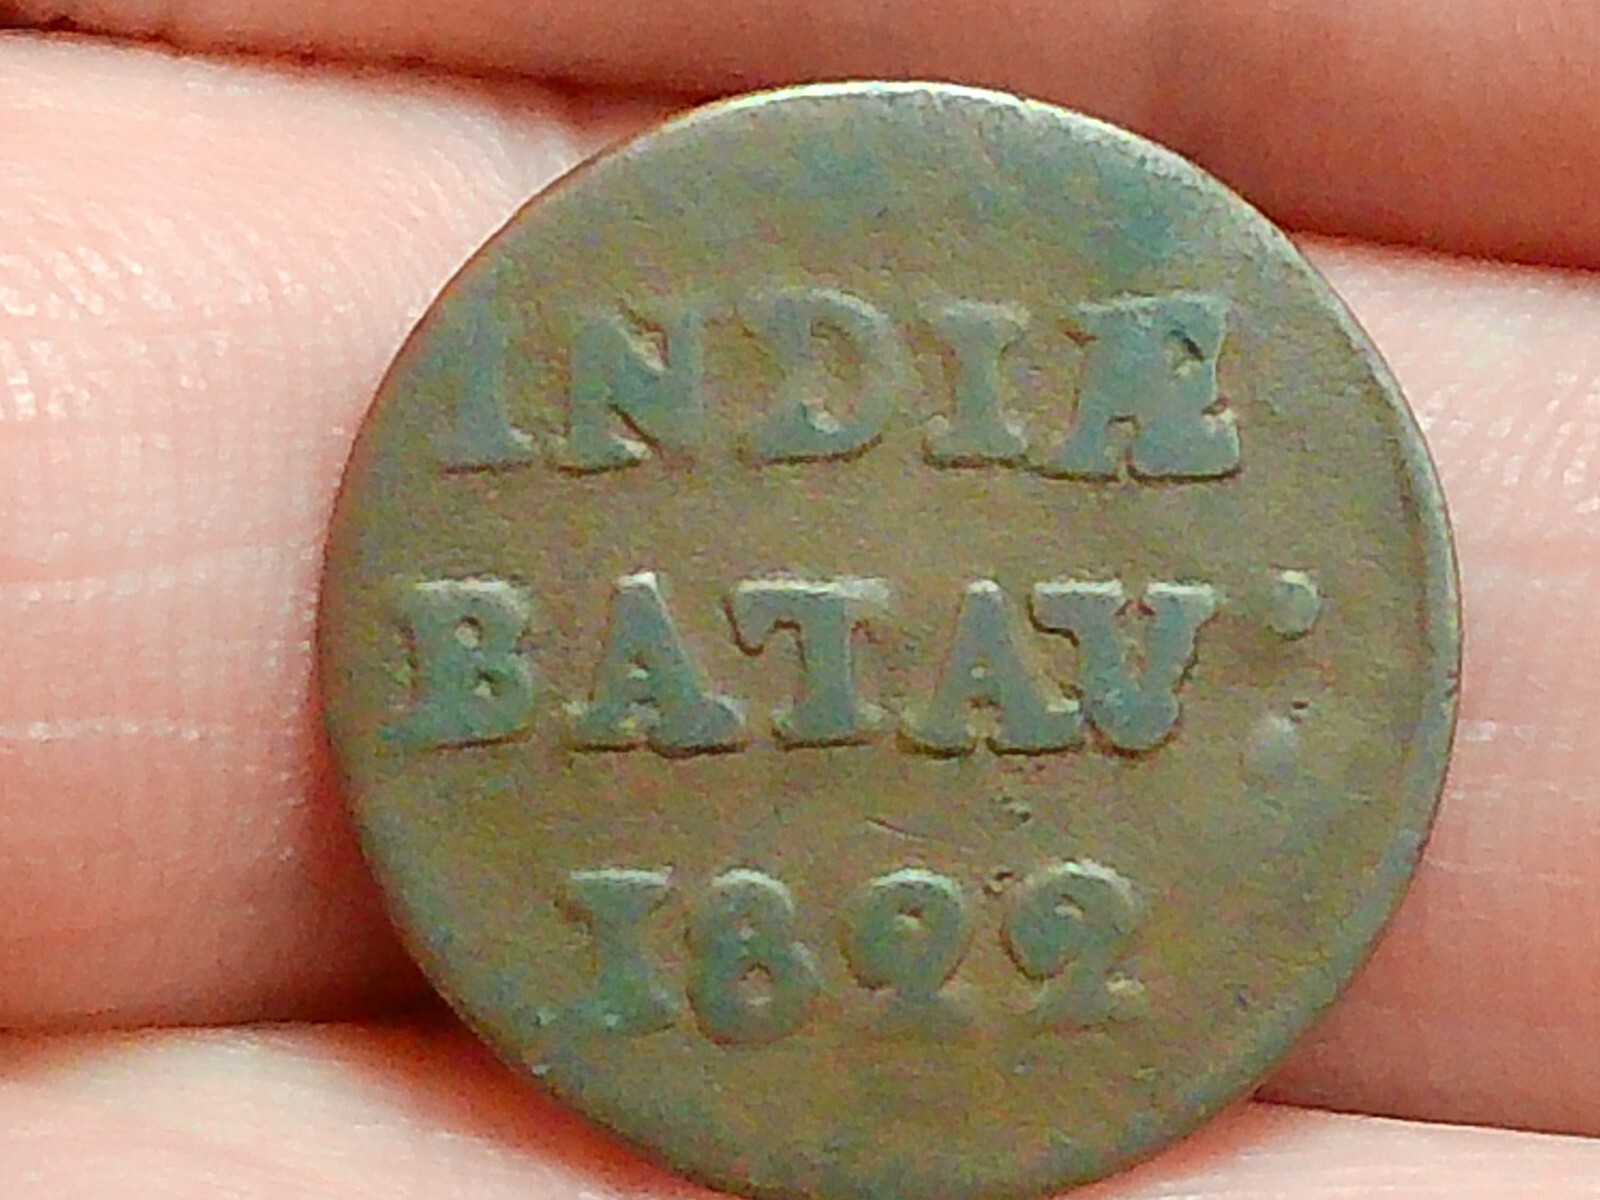 INDIÆ
BATAV·
1822